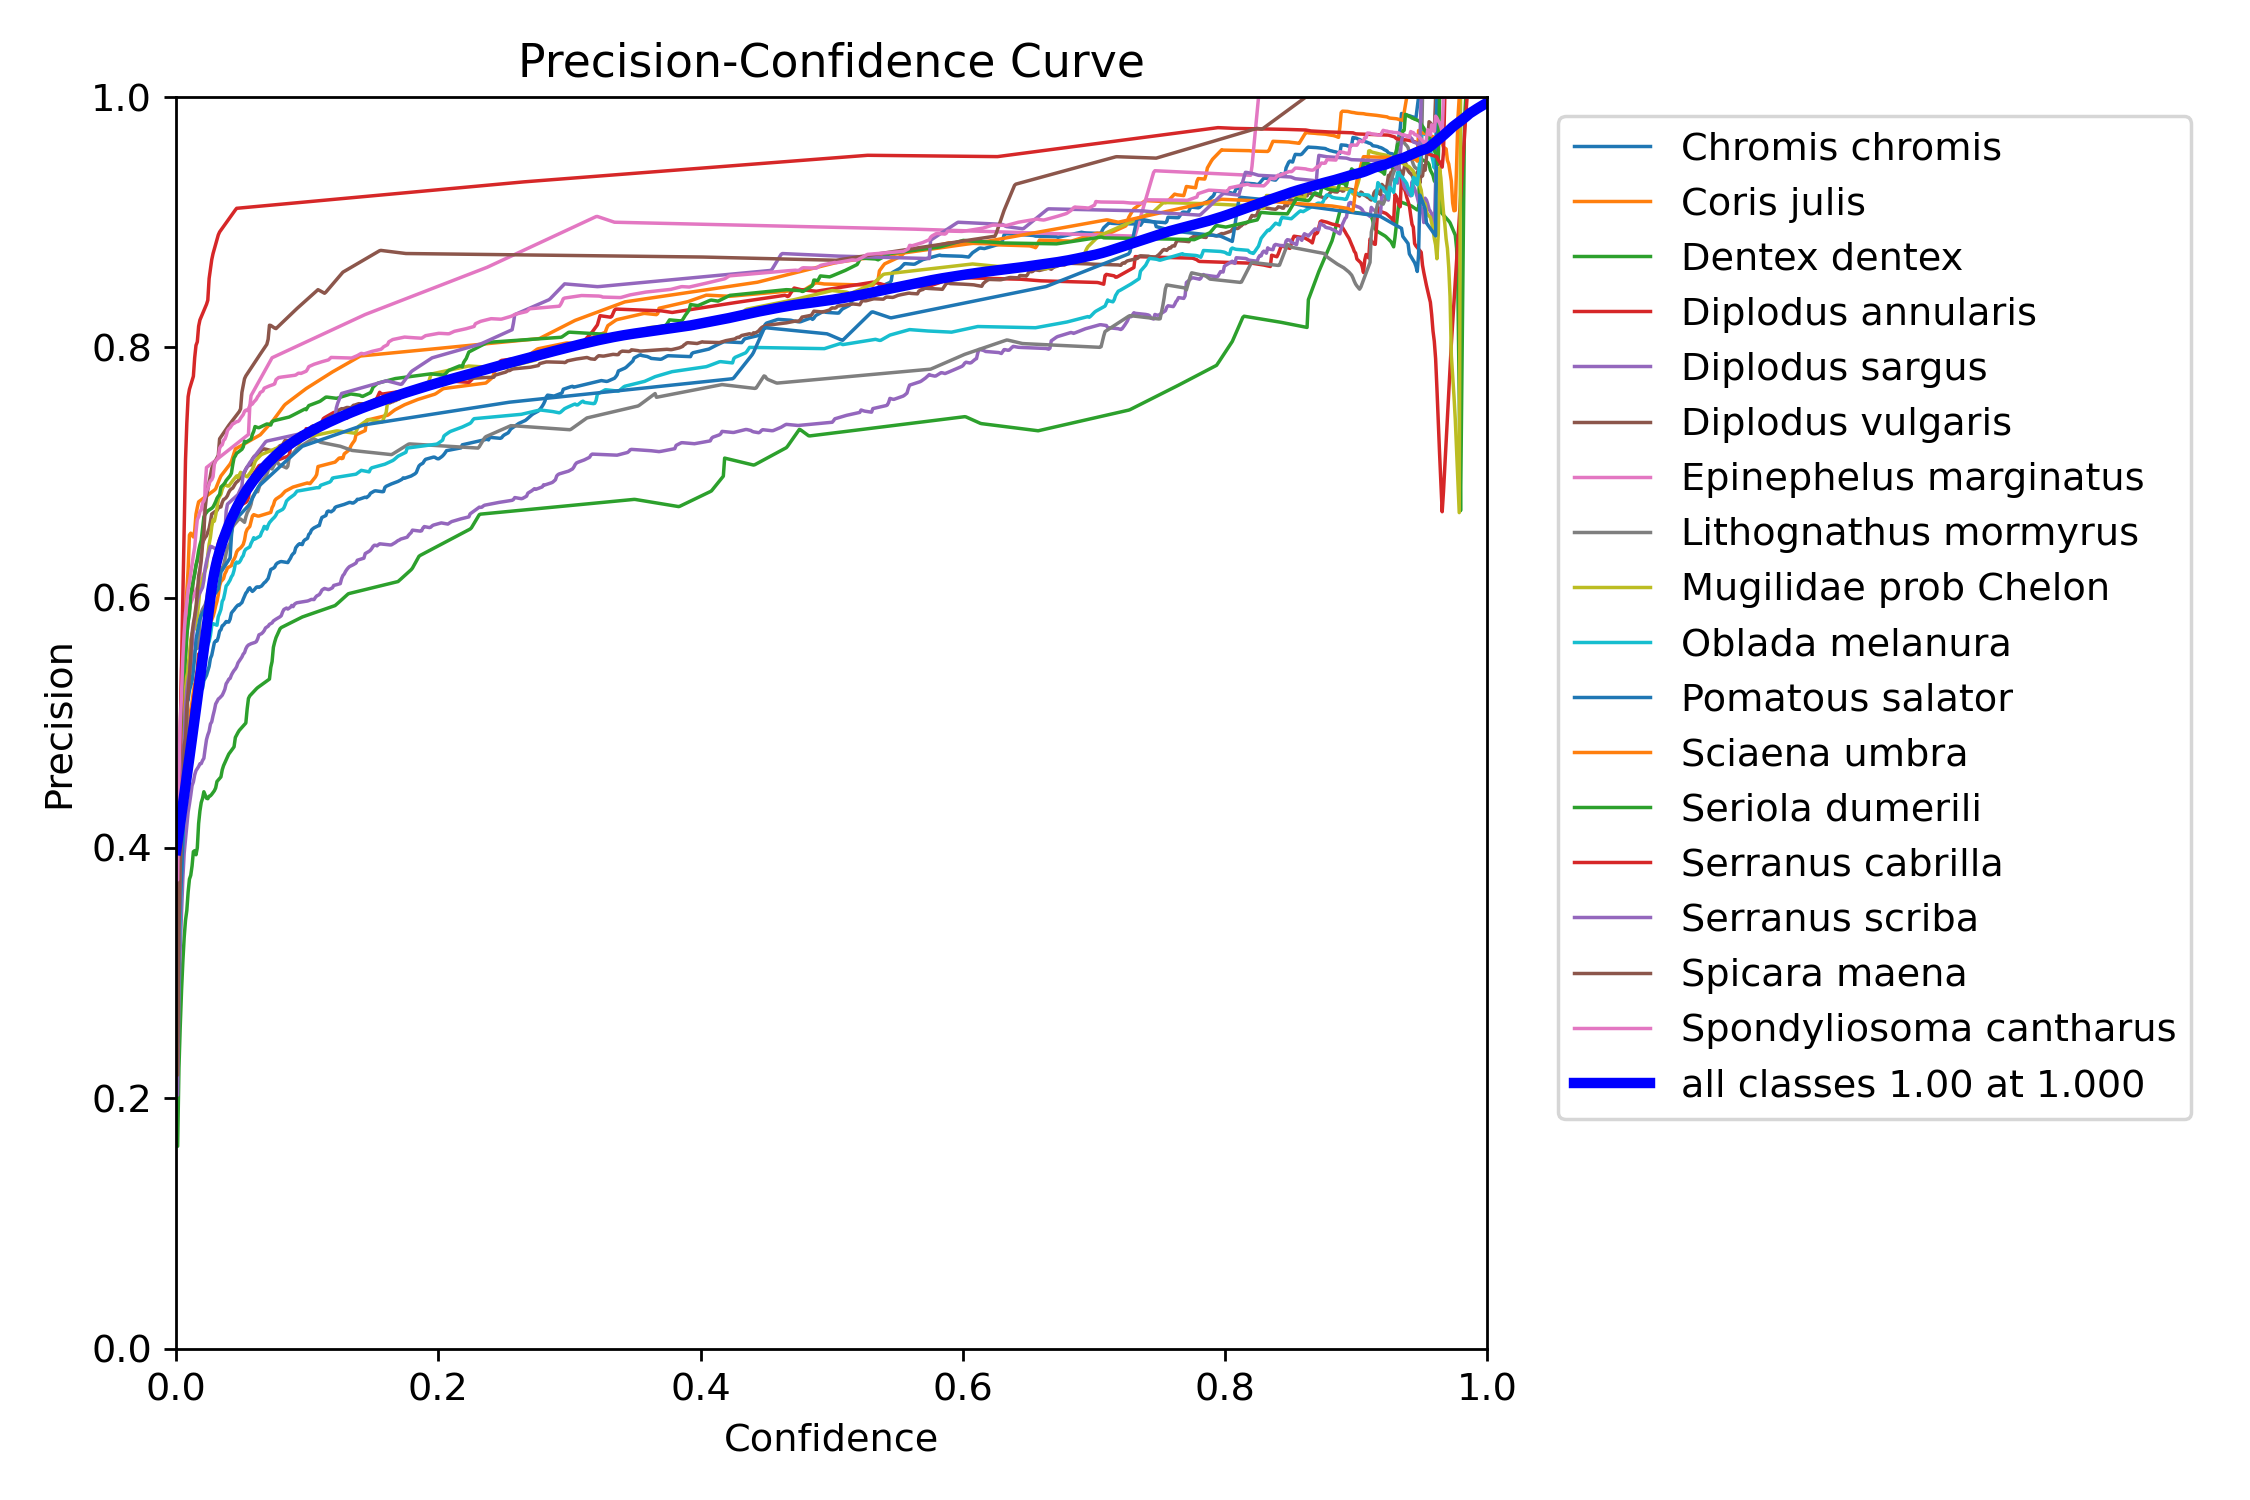 Precision-Confidence Curve
1.0
0.8
0.6
0.4
0.2
0.0
Precision
0.0 0.2 0.4 0.6 0.8 1.0
Confidence
Chromis chromis
Coris julis
Dentex dentex
Diplodus annularis
Diplodus sargus
Diplodus vulgaris
Epinephelus marginatus
Lithognathus mormyrus
Mugilidae prob Chelon
Oblada melanura
Pomatous salator
Sciaena umbra
Seriola dumerili
Serranus cabrilla
Serranus scriba
Spicara maena
Spondyliosoma cantharus
all classes 1.00 at 1.000